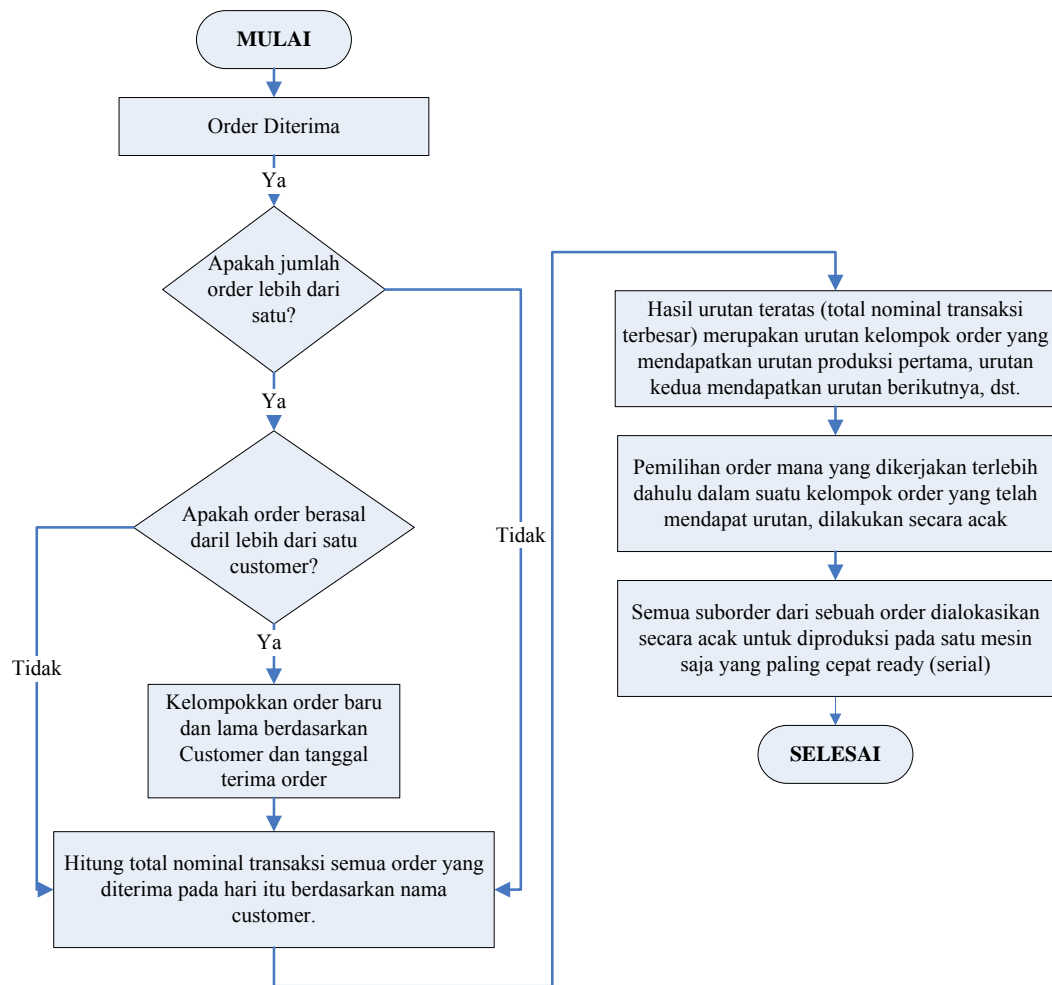 MULAI
Order Diterima
Ya
Apakah jumlah
order lebih dari
satu?
Ya
Tidak
Apakah order berasal
daril lebih dari satu
customer?
Ya
Tidak
Kelompokkan order baru
dan lama berdasarkan
Customer dan tanggal
terima order
Hitung total nominal transaksi semua order yang
diterima pada hari itu berdasarkan nama
customer.
Hasil urutan teratas (total nominal transaksi
terbesar) merupakan urutan kelompok order yang
mendapatkan urutan produksi pertama, urutan
kedua mendapatkan urutan berikutnya, dst.
Pemilihan order mana yang dikerjakan terlebih
dahulu dalam suatu kelompok order yang telah
mendapat urutan, dilakukan secara acak
Semua suborder dari sebuah order dialokasikan
secara acak untuk diproduksi pada satu mesin
saja yang paling cepat ready (serial)
SELESAI